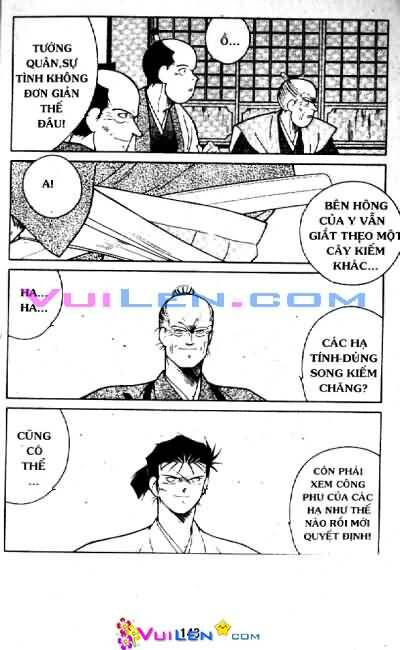 TƯỚNG
QUÂN,SỰ
TÌNH KHÔNG
ĐƠN GIẢN
THẾ
ĐÂU!
Ồ...
A!
BÊN HÔNG
CỦA Y VẪN
GIẮT THEO MỘT
CÂY KIẾM
KHÁC...
HA...
HA...
VUILEN.COM
CÁC HẠ
TÍNH DÙNG
SONG KIẾM
CHĂNG?
CŨNG
CÓ
THỂ
...
CÒN PHẢI
XEM CÔNG
PHU CỦA CÁC
HẠ NHƯ THẾ
NÀO RỒI MỚI
QUYẾT ĐỊNH!
143
VUILEN.COM